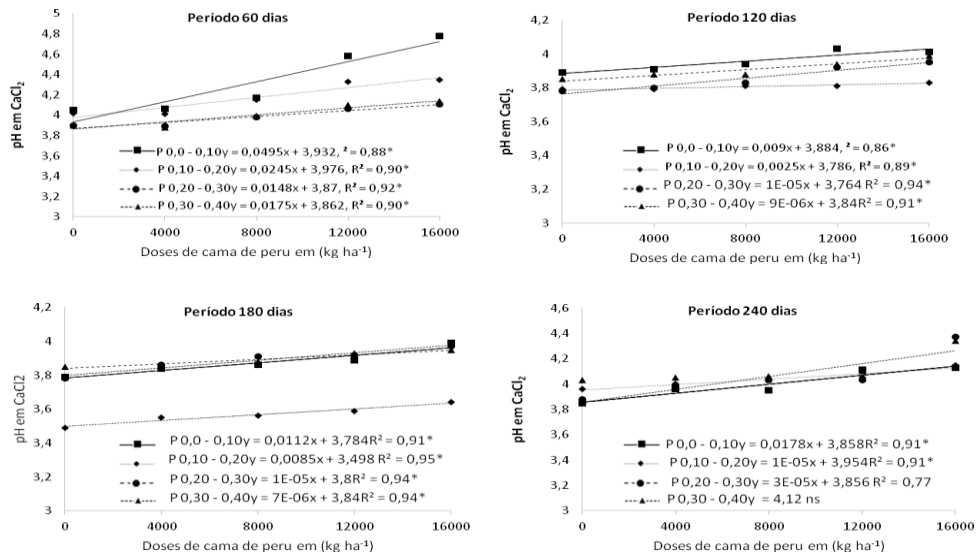 Período 60 dias
5
4,8
4,6
4,4
4,2
4
3,8
3,6
3,4
3,2
3
pH em CaCl₂
P 0,0 - 0,10y = 0,0495x + 3,932, ² = 0,88*
P 0,10 - 0,20y = 0,0245x + 3,976, R² = 0,90*
P 0,20 - 0,30y = 0,0148x + 3,87, R² = 0,92*
P 0,30 - 0,40y = 0,0175x + 3,862, R² = 0,90*
0 4000 8000 12000 16000
Doses de cama de peru em (kg ha⁻¹)
Período 120 dias
4,2
4
3,8
3,6
3,4
3,2
3
pH em CaCl₂
P 0,0 - 0,10y = 0,009x + 3,884, ² = 0,86*
P 0,10 - 0,20y = 0,0025x + 3,786, R² = 0,89*
P 0,20 - 0,30y = 1E-05x + 3,764 R² = 0,94*
P 0,30 - 0,40y = 9E-06x + 3,84R² = 0,91*
0 4000 8000 12000 16000
Doses de cama de peru em (kg ha⁻¹)
Período 180 dias
4,2
4
3,8
3,6
3,4
3,2
3
pH em CaCl2
P 0,0 - 0,10y = 0,0112x + 3,784R² = 0,91*
P 0,10 - 0,20y = 0,0085x + 3,498 R² = 0,95*
P 0,20 - 0,30y = 1E-05x + 3,8R² = 0,94*
P 0,30 - 0,40y = 7E-06x + 3,84R² = 0,94*
0 4000 8000 12000 16000
Doses de cama de peru em (kg ha⁻¹)
Período 240 dias
4,6
4,4
4,2
4
3,8
3,6
3,4
3,2
3
pH em CaCl₂
P 0,0 - 0,10y = 0,0178x + 3,858R² = 0,91*
P 0,10 - 0,20y = 1E-05x + 3,954R² = 0,91*
P 0,20 - 0,30y = 3E-05x + 3,856 R² = 0,77
P 0,30 - 0,40y = 4,12 ns
0 4000 8000 12000 16000
Doses de cama de peru em (kg ha⁻¹)